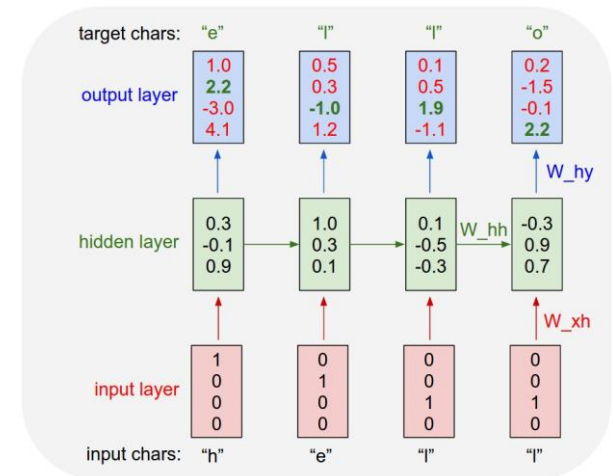 target chars: “e” “l” “l” “o”
1.0 0.5 0.1 0.2
output layer 2.2 0.3 0.5 -1.5
-3.0 -1.0 1.9 -0.1
4.1 1.2 -1.1 2.2
W_hy
0.3 1.0 0.1 -0.3
hidden layer -0.1 0.3 -0.5 W_hh 0.9
0.9 0.1 -0.3 0.7
W_xh
1 0 0 0
input layer 0 1 0 0
0 0 1 1
0 0 0 0
input chars: “h” “e” “l” “l”